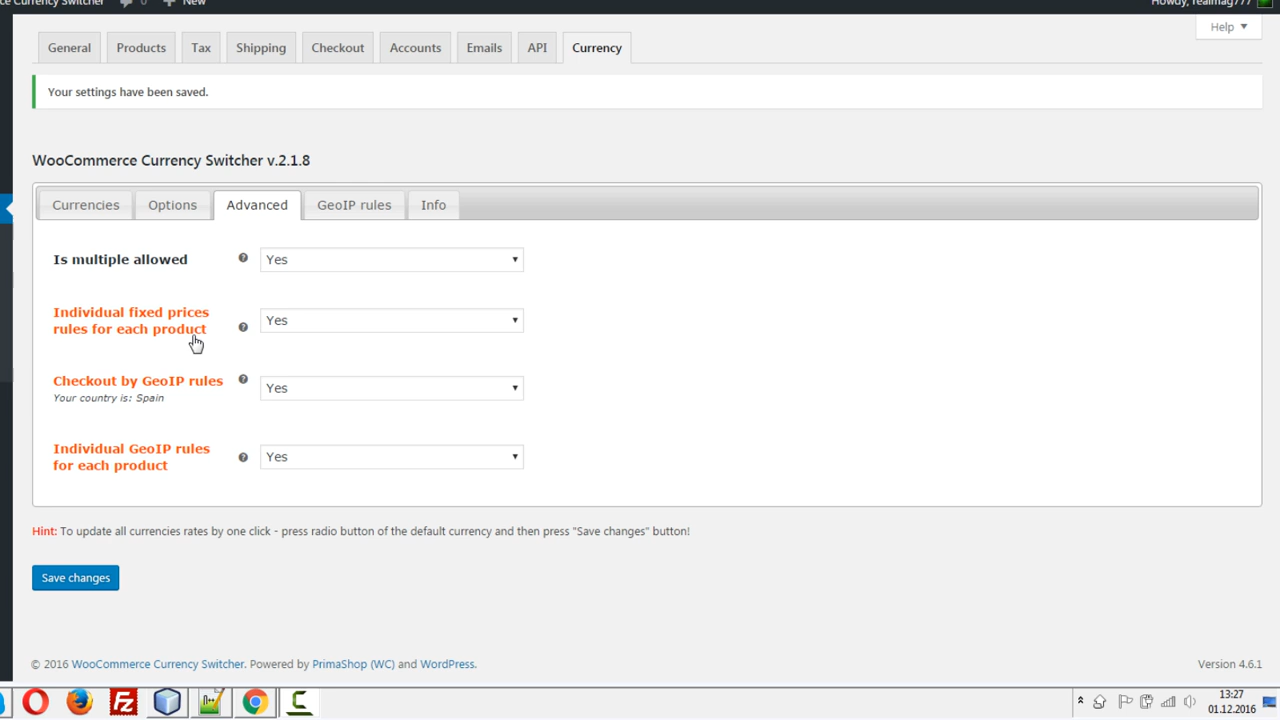 ce Currency Switcher 0 New Howdy, realmag777
Help
General Products Tax Shipping Checkout Accounts Emails API Currency
Your settings have been saved.
WooCommerce Currency Switcher v.2.1.8
Currencies Options Advanced GeoIP rules Info
Is multiple allowed ? Yes
Individual fixed prices
rules for each product ? Yes
Checkout by GeoIP rules ? Yes
Your country is: Spain
Individual GeoIP rules
for each product ? Yes
Hint: To update all currencies rates by one click - press radio button of the default currency and then press "Save changes" button!
Save changes
© 2016 WooCommerce Currency Switcher. Powered by PrimaShop (WC) and WordPress. Version 4.6.1
13:27
01.12.2016